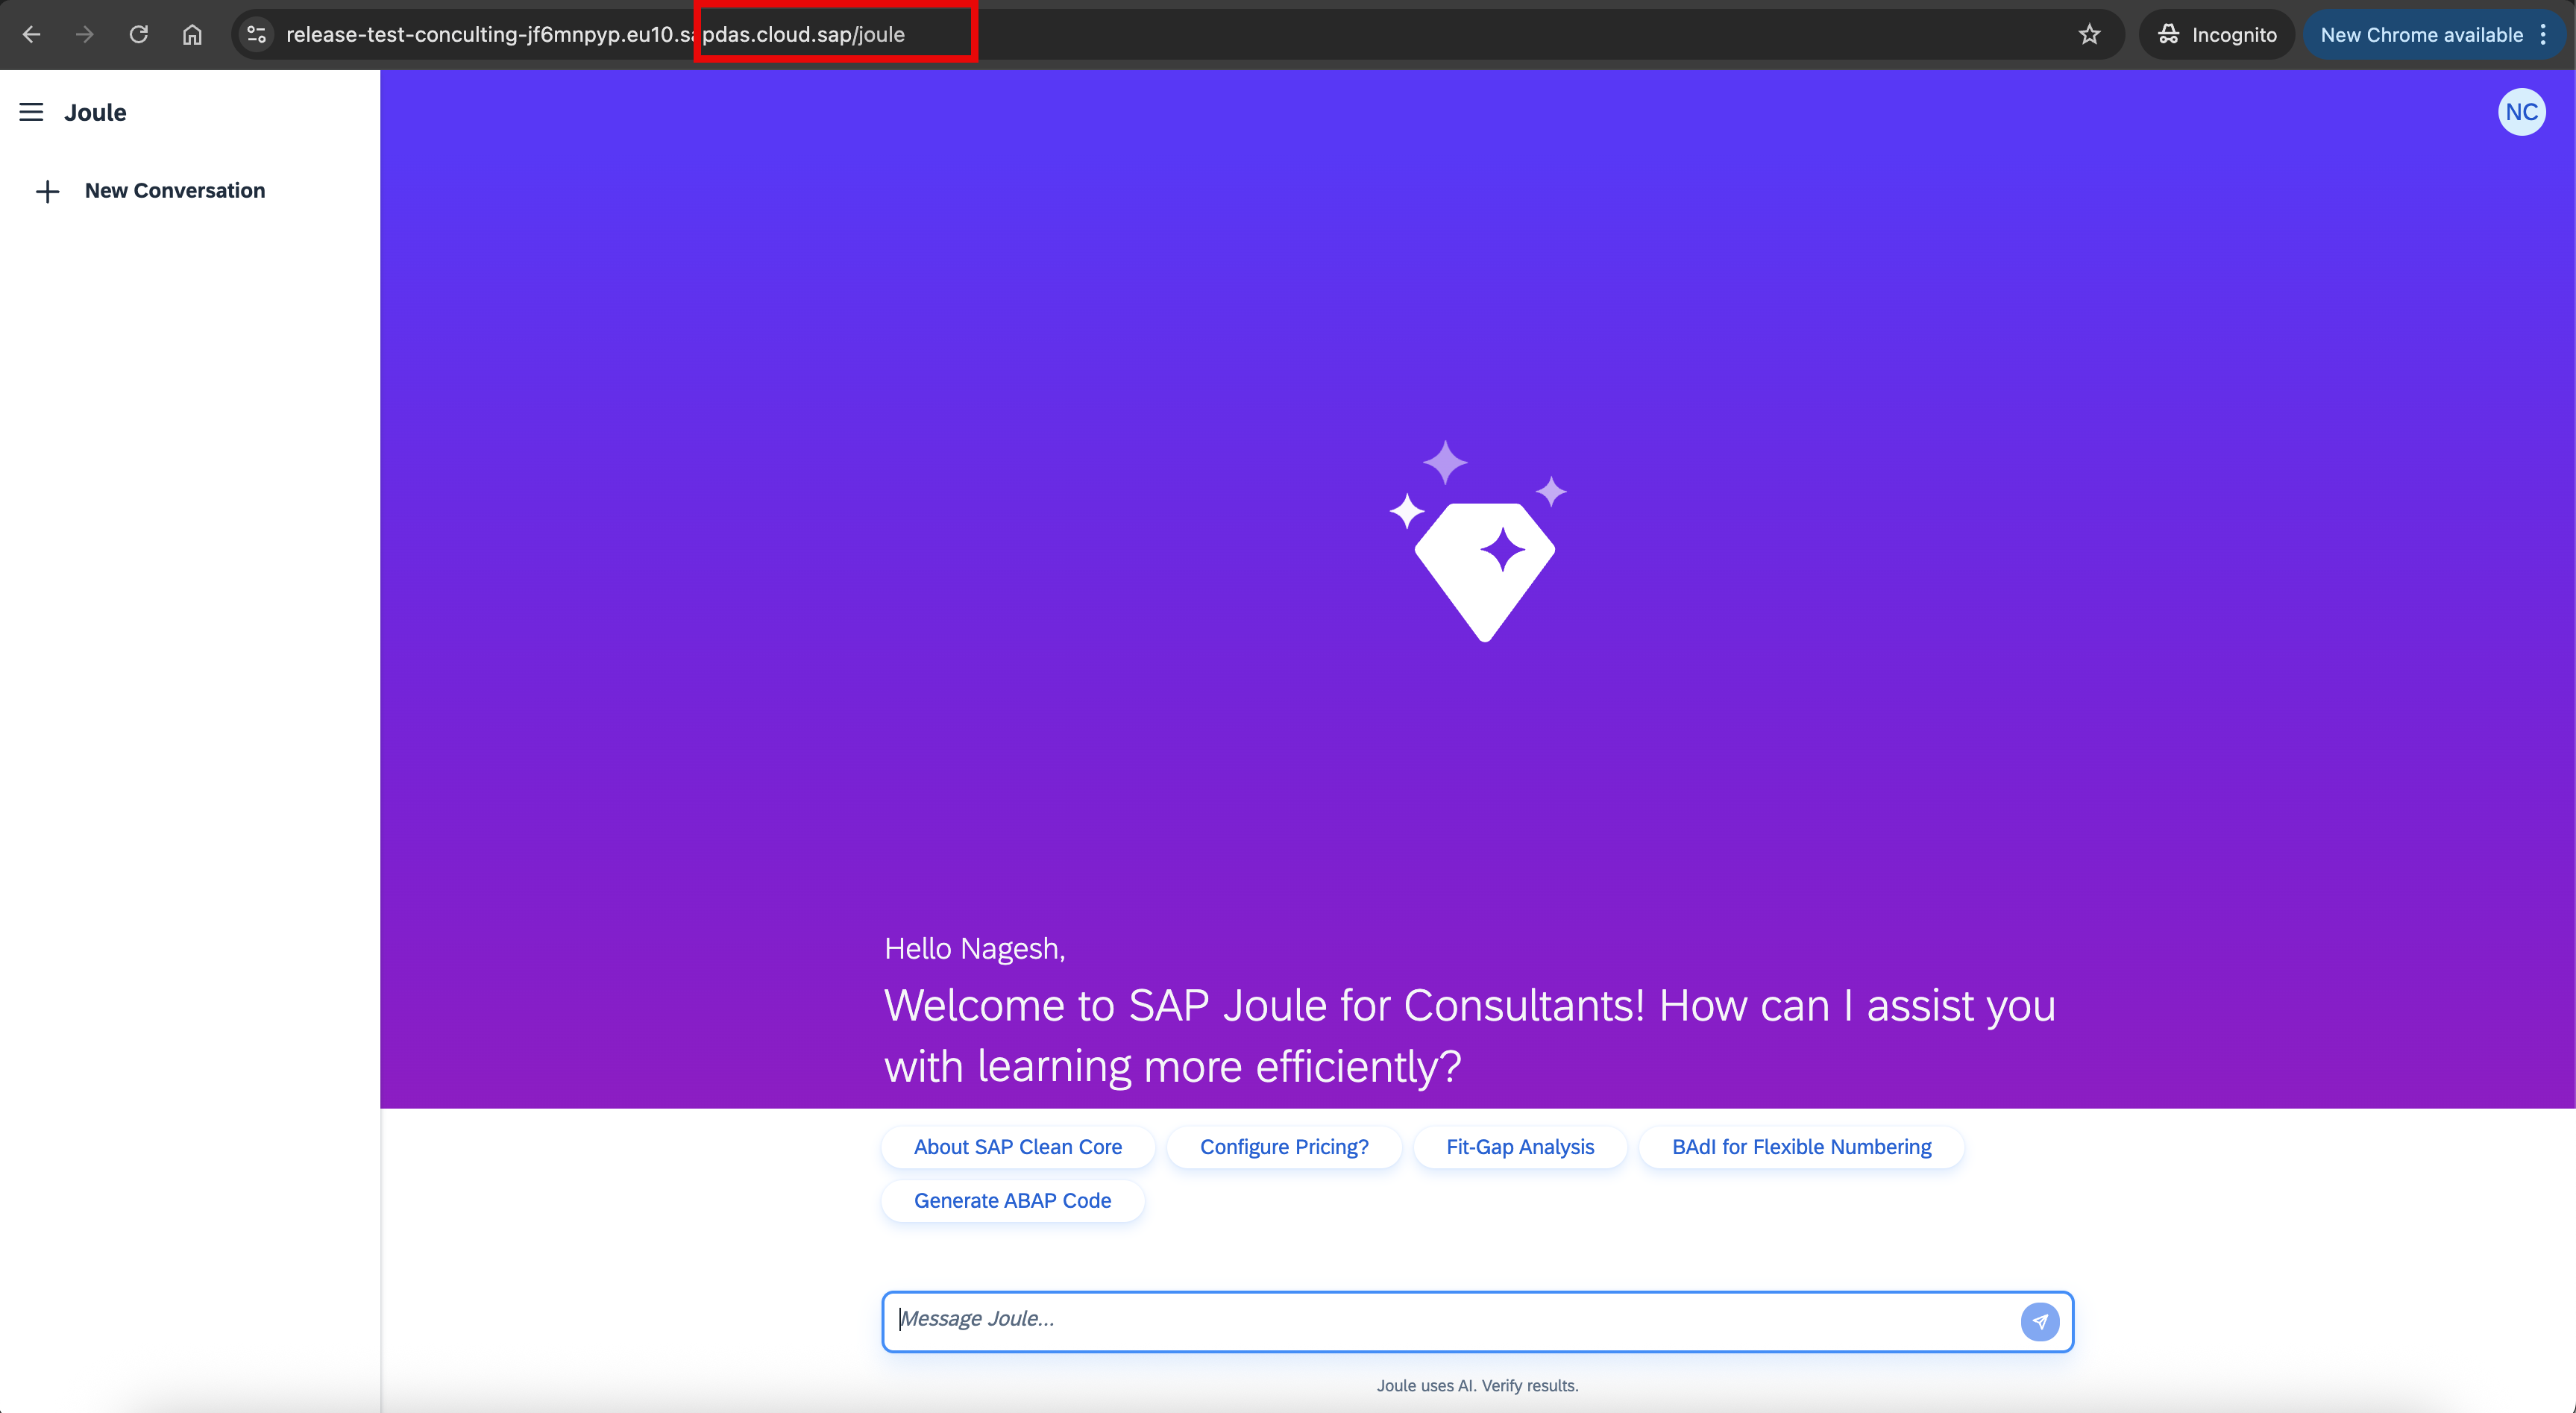 release-test-conculting-jf6mnpyp.eu10.sapdas.cloud.sap/joule
Incognito
New Chrome available
Joule
NC
New Conversation
Hello Nagesh,
Welcome to SAP Joule for Consultants! How can I assist you
with learning more efficiently?
About SAP Clean Core
Configure Pricing?
Fit-Gap Analysis
BAdI for Flexible Numbering
Generate ABAP Code
Message Joule...
Joule uses AI. Verify results.